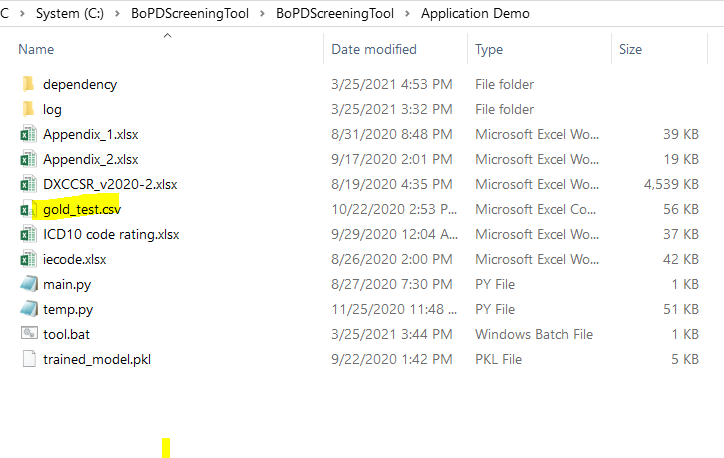 C > System (C:) > BoPDScreeningTool > BoPDScreeningTool > Application Demo
Name Date modified Type Size
dependency 3/25/2021 4:53 PM File folder
log 3/25/2021 3:32 PM File folder
Appendix_1.xlsx 8/31/2020 8:48 PM Microsoft Excel Wo... 39 KB
Appendix_2.xlsx 9/17/2020 2:01 PM Microsoft Excel Wo... 19 KB
DXCCSR_v2020-2.xlsx 8/19/2020 4:35 PM Microsoft Excel Wo... 4,539 KB
gold_test.csv 10/22/2020 2:53 P... Microsoft Excel Co... 56 KB
ICD10 code rating.xlsx 9/29/2020 12:04 A... Microsoft Excel Wo... 37 KB
iecode.xlsx 8/26/2020 2:00 PM Microsoft Excel Wo... 42 KB
main.py 8/27/2020 7:30 PM PY File 1 KB
temp.py 11/25/2020 11:48 ... PY File 51 KB
tool.bat 3/25/2021 3:44 PM Windows Batch File 1 KB
trained_model.pkl 9/22/2020 1:42 PM PKL File 5 KB